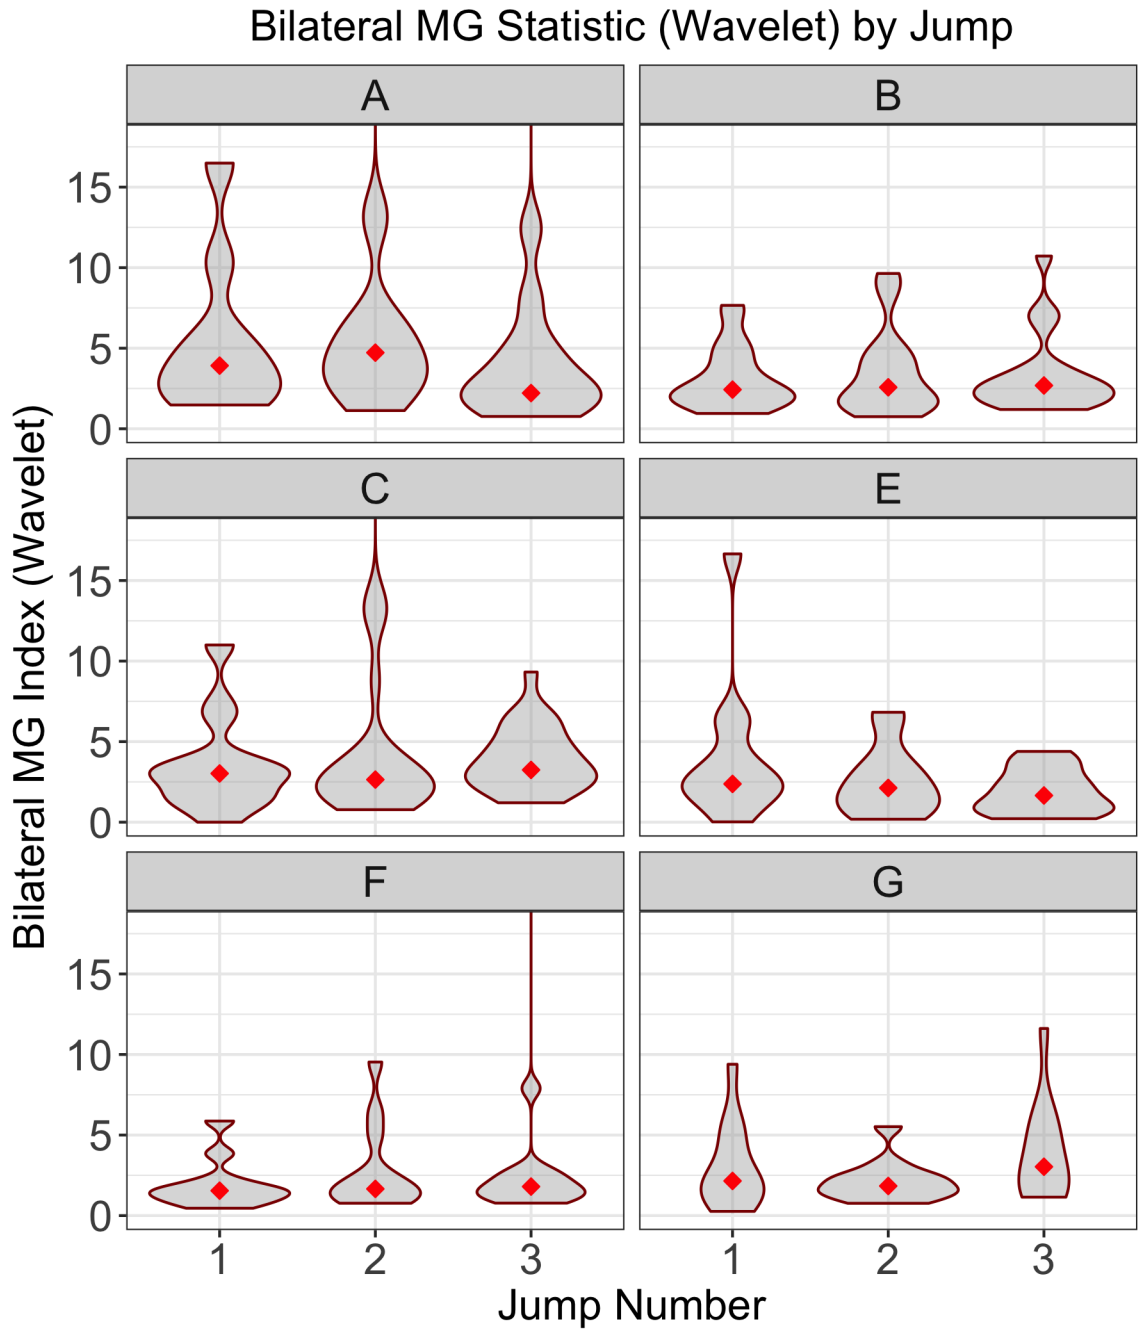 Bilateral MG Statistic (Wavelet) by Jump
A B
15
10
5
0
C E
15
10
5
0
F G
15
10
5
0
1 2 3 1 2 3
Jump Number
Bilateral MG Index (Wavelet)